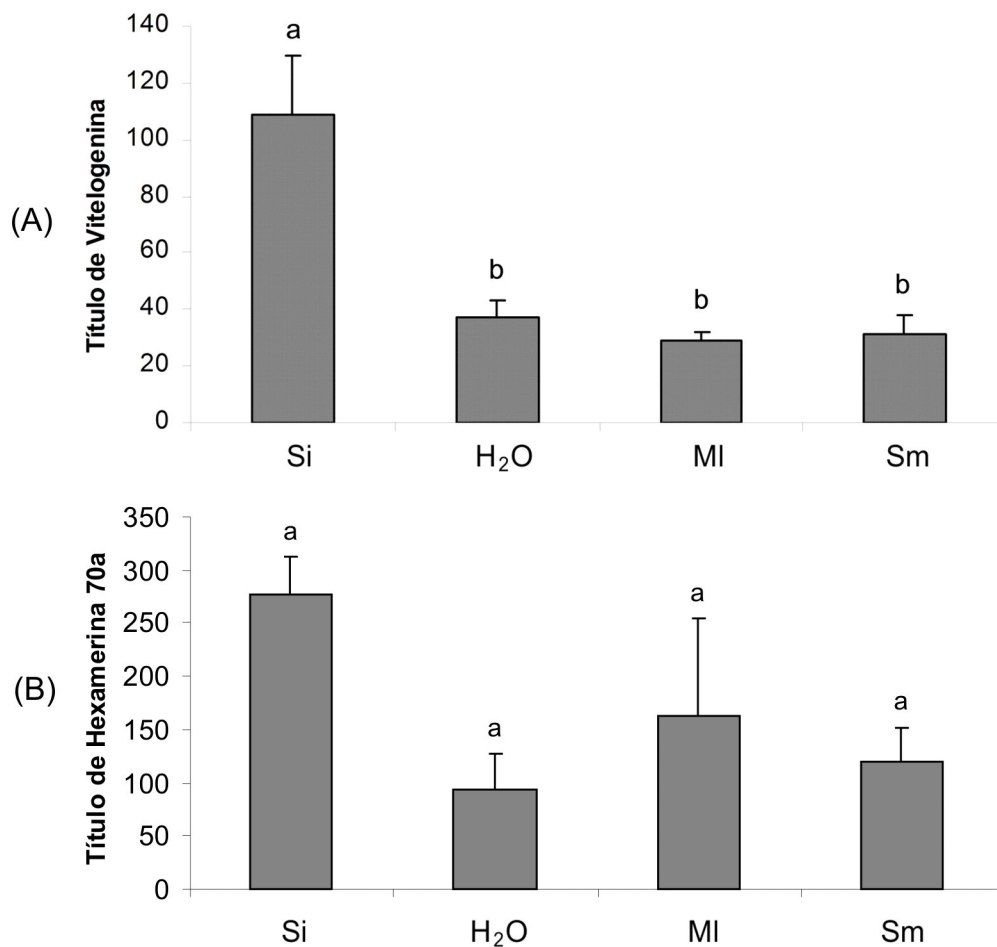 (A)
Título de Vitelogenina
140
120
100
80
60
40
20
0
a
b
b
b
Si
H₂O
Ml
Sm
(B)
Título de Hexamerina 70a
350
300
250
200
150
100
50
0
a
a
a
a
Si
H₂O
Ml
Sm